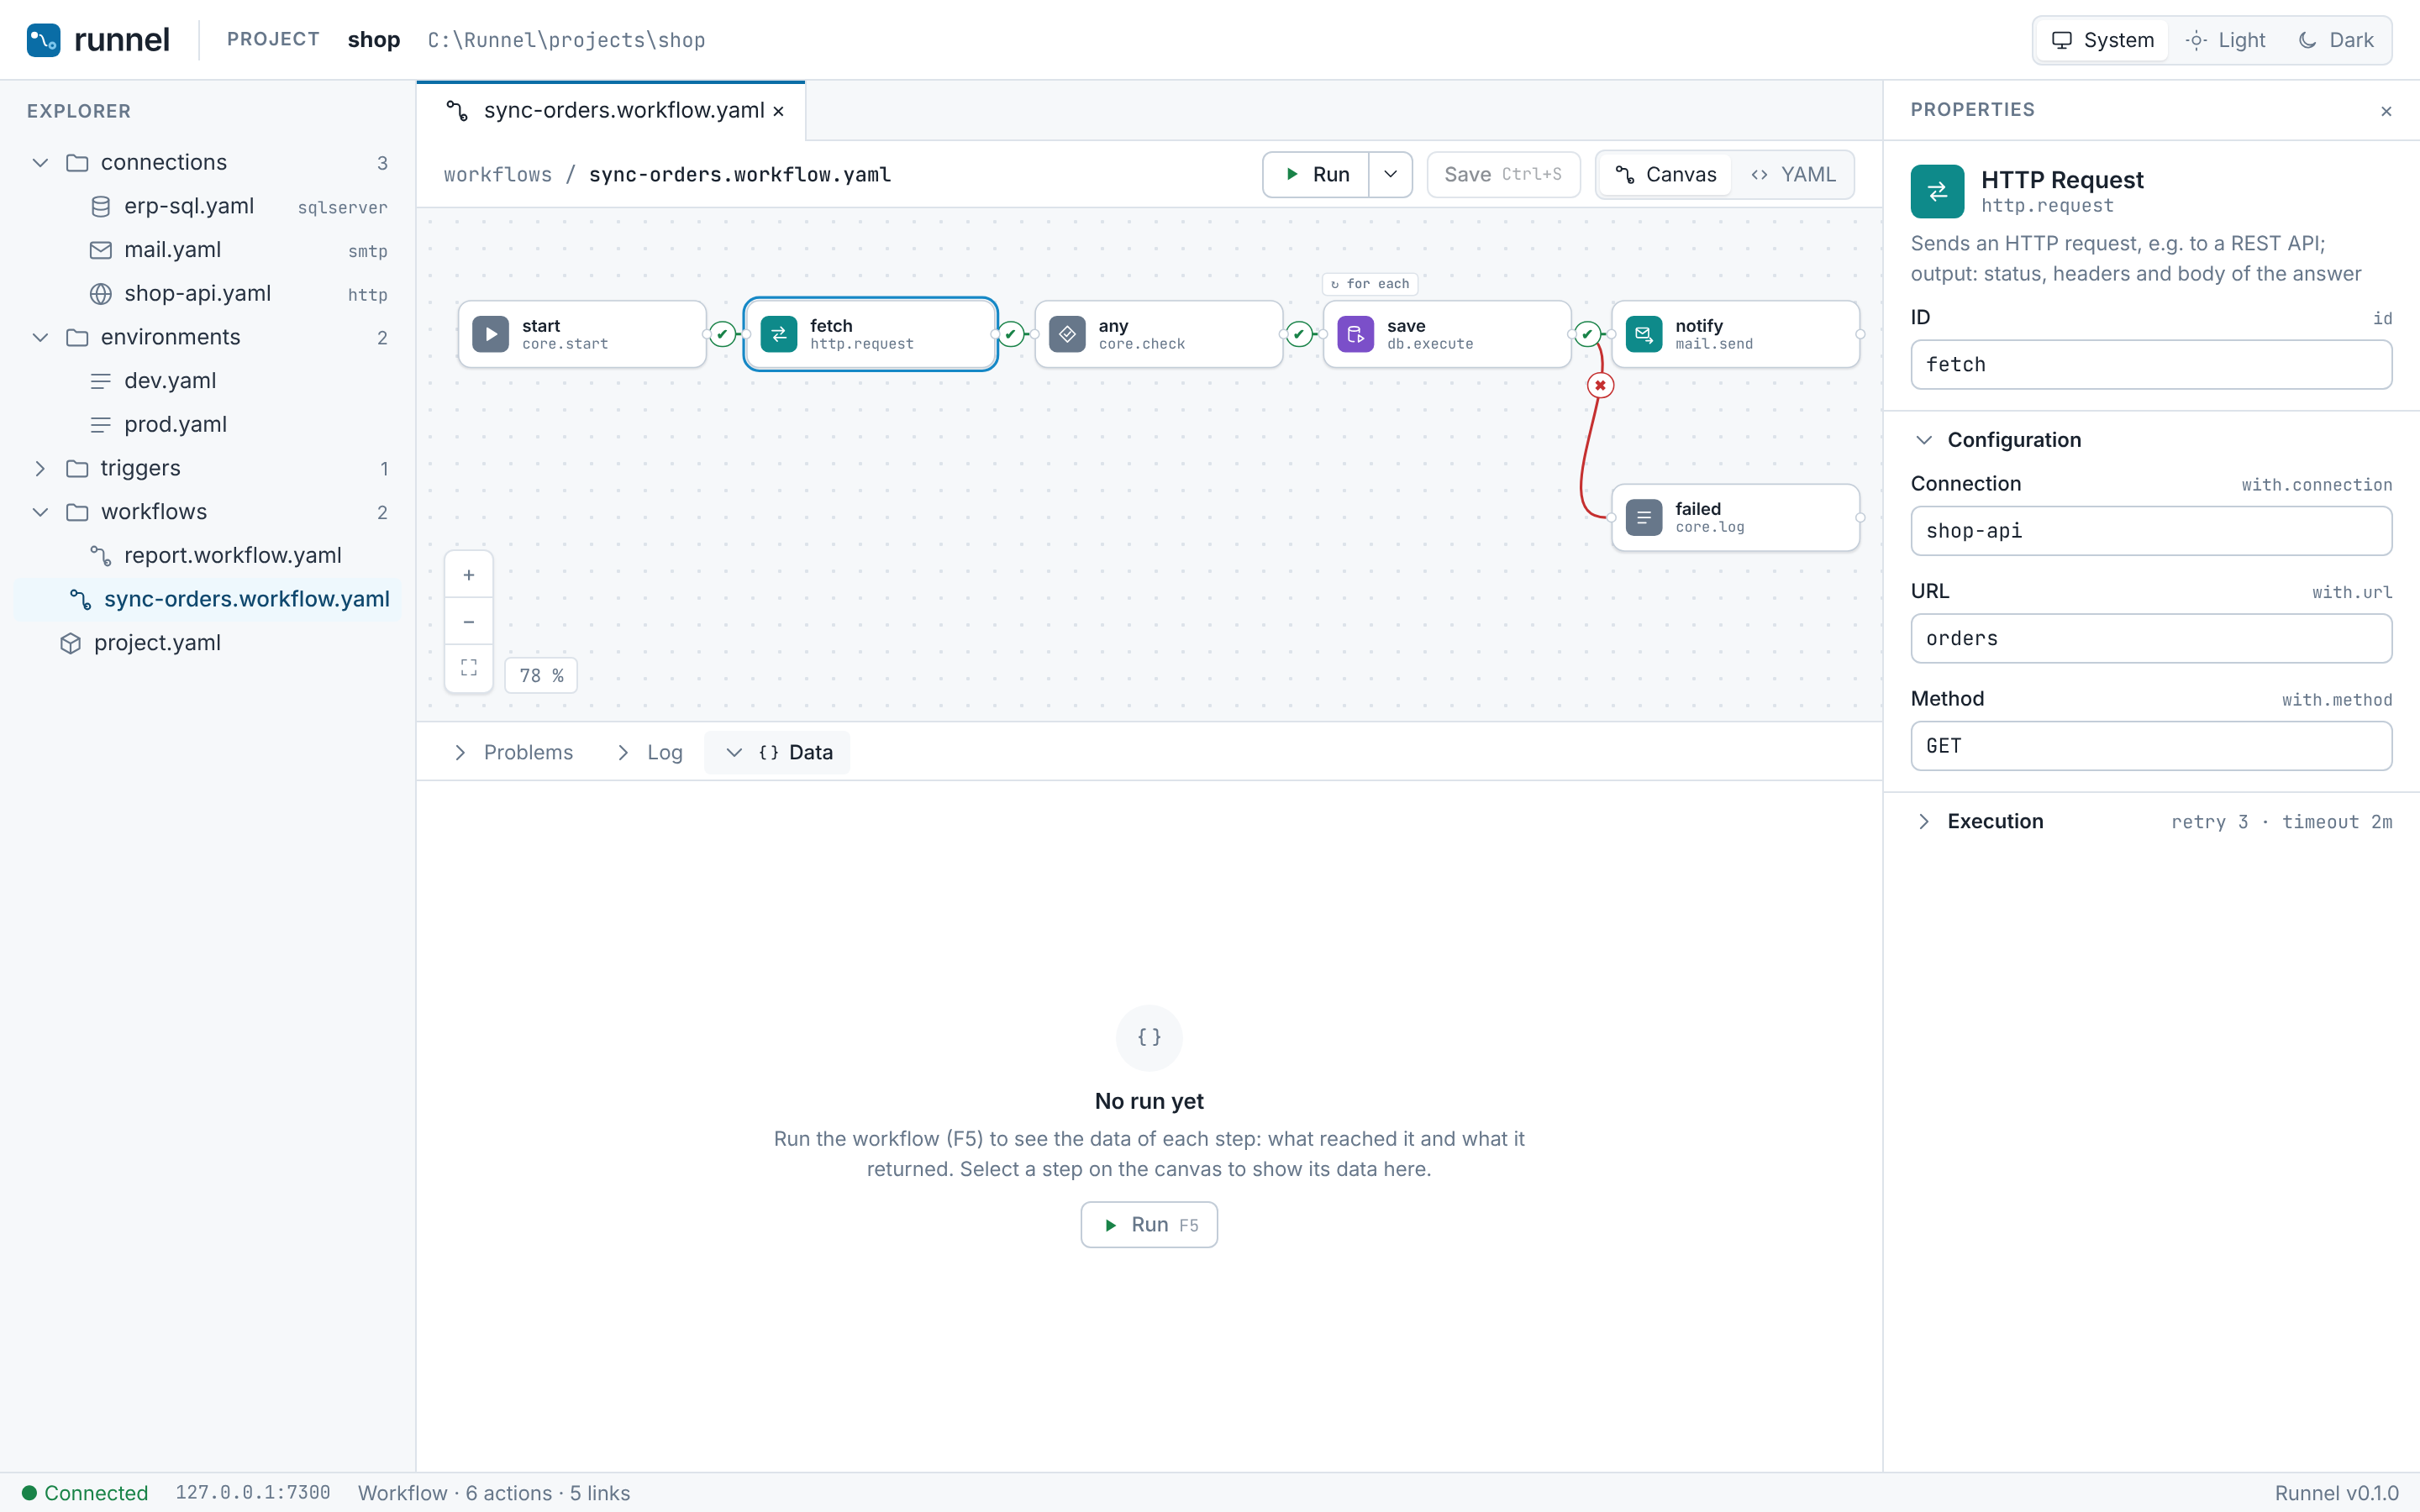 runnel
PROJECT shop C:\Runnel\projects\shop
System Light Dark
EXPLORER
connections 3
erp-sql.yaml sqlserver
mail.yaml smtp
shop-api.yaml http
environments 2
dev.yaml
prod.yaml
triggers 1
workflows 2
report.workflow.yaml
sync-orders.workflow.yaml
project.yaml
sync-orders.workflow.yaml ×
workflows / sync-orders.workflow.yaml
Run
Save Ctrl+S
Canvas
<> YAML
↻ for each
start
core.start
fetch
http.request
any
core.check
save
db.execute
notify
mail.send
failed
core.log
+
−
78 %
Problems
Log
{} Data
{}
No run yet
Run the workflow (F5) to see the data of each step: what reached it and what it
returned. Select a step on the canvas to show its data here.
Run F5
PROPERTIES ×
HTTP Request
http.request
Sends an HTTP request, e.g. to a REST API;
output: status, headers and body of the answer
ID id
fetch
Configuration
Connection with.connection
shop-api
URL with.url
orders
Method with.method
GET
Execution retry 3 · timeout 2m
Connected 127.0.0.1:7300 Workflow · 6 actions · 5 links
Runnel v0.1.0